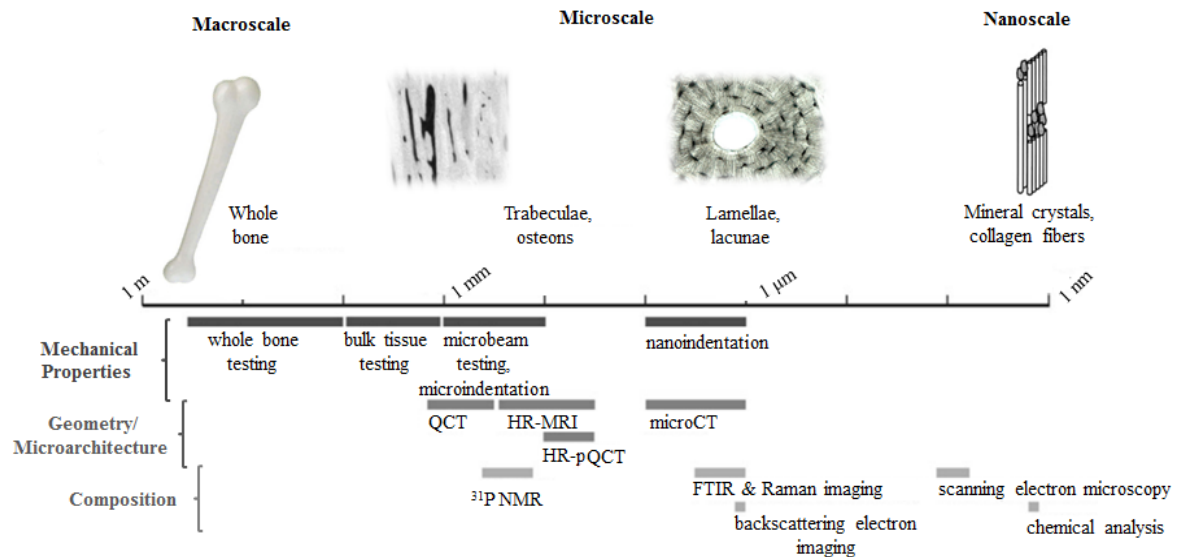 Macroscale
Microscale
Nanoscale
Whole
bone
Trabeculae,
osteons
Lamellae,
lacunae
Mineral crystals,
collagen fibers
1 m
1 mm
1 μm
1 nm
Mechanical
Properties
whole bone
testing
bulk tissue
testing
microbeam
testing,
microindentation
nanoindentation
Geometry/
Microarchitecture
QCT
HR-MRI
microCT
HR-pQCT
Composition
³¹P NMR
FTIR & Raman imaging
scanning electron microscopy
backscattering electron
imaging
chemical analysis